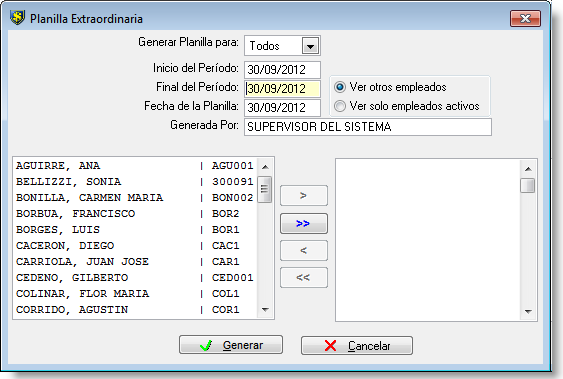 Planilla Extraordinaria
Generar Planilla para: Todos
Inicio del Período: 30/09/2012
Final del Período: 30/09/2012
Ver otros empleados
Fecha de la Planilla: 30/09/2012
Ver solo empleados activos
Generada Por: SUPERVISOR DEL SISTEMA
AGUIRRE, ANA | AGU001
BELLIZZI, SONIA | 300091
BONILLA, CARMEN MARIA | BON002
BORBUA, FRANCISCO | BOR2
BORGES, LUIS | BOR1
CACERON, DIEGO | CAC1
CARRIOLA, JUAN JOSE | CAR1
CEDENO, GILBERTO | CED001
COLINAR, FLOR MARIA | COL1
CORRIDO, AGUSTIN | COR1
>
>>
<
<<
Generar
Cancelar